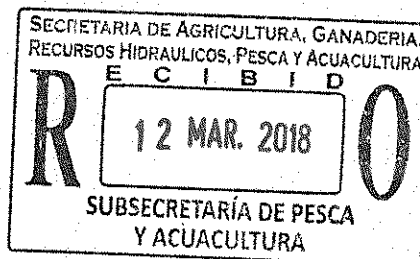 SECRETARIA DE AGRICULTURA, GANADERIA,
RECURSOS HIDRAULICOS, PESCA Y ACUACULTURA
R E C I B I D O
12 MAR. 2018
SUBSECRETARÍA DE PESCA
Y ACUACULTURA